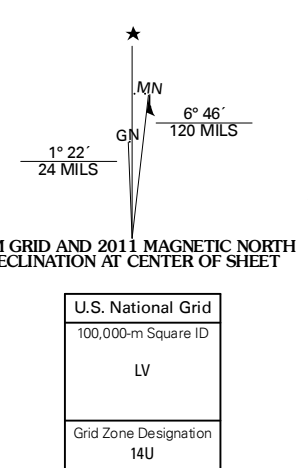 MN
6° 46´
120 MILS
GN
1° 22´
24 MILS
M GRID AND 2011 MAGNETIC NORTH
ECLINATION AT CENTER OF SHEET
U.S. National Grid
100,000-m Square ID
LV
Grid Zone Designation
14U